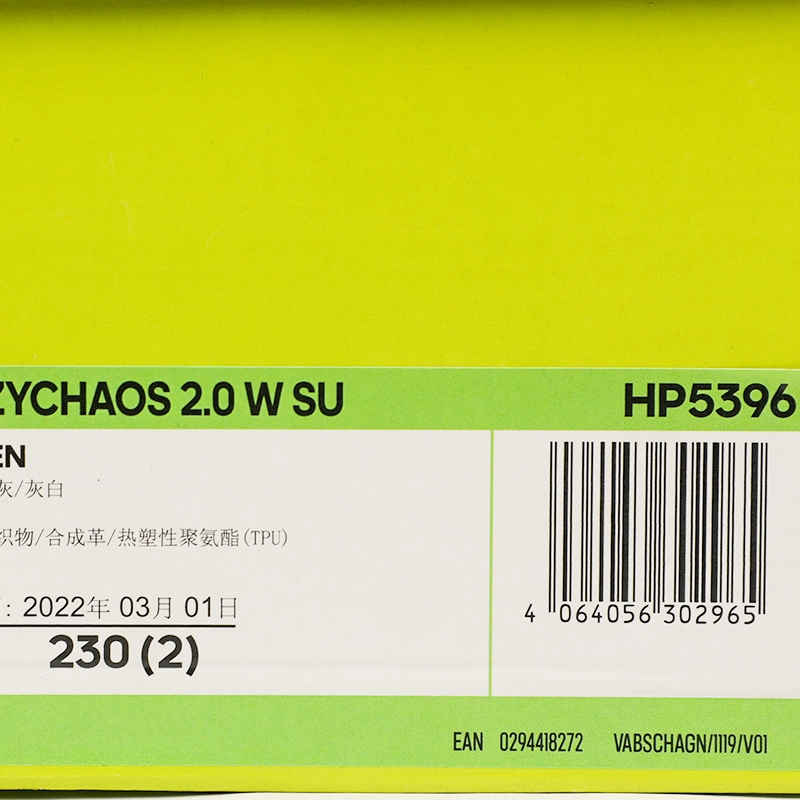 ZYCHAOS 2.0 W SU
HP5396
EN
灰/灰白
织物/合成革/热塑性聚氨酯(TPU)
: 2022年 03月 01日
230 (2)
4 064056 302965
EAN 0294418272 VABSCHAGN/1119/V01